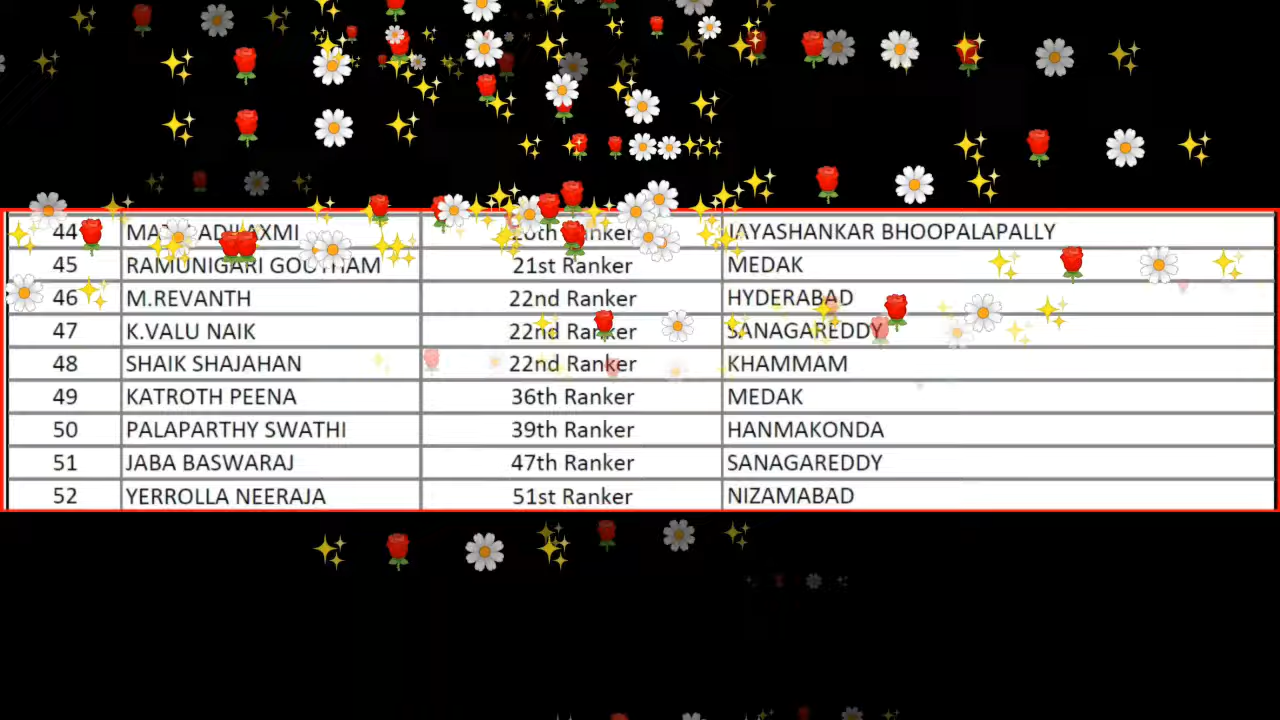 44 20th Ranker JAYASHANKAR BHOOPALAPALLY
45 RAMUNIGARI GOUTHAM 21st Ranker MEDAK
46 M.REVANTH 22nd Ranker HYDERABAD
47 K.VALU NAIK 22nd Ranker SANAGAREDDY
48 SHAIK SHAJAHAN 22nd Ranker KHAMMAM
49 KATROTH PEENA 36th Ranker MEDAK
50 PALAPARTHY SWATHI 39th Ranker HANMAKONDA
51 JABA BASWARAJ 47th Ranker SANAGAREDDY
52 YERROLLA NEERAJA 51st Ranker NIZAMABAD